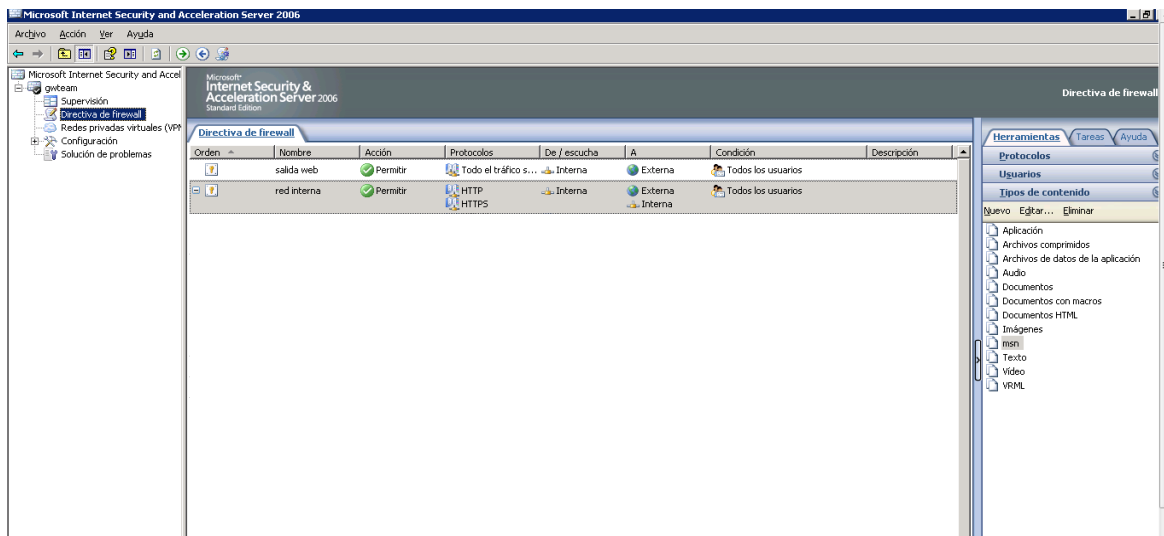 Microsoft Internet Security and Acceleration Server 2006
Archivo Acción Ver Ayuda
Microsoft Internet Security and Accel
gwteam
Supervisión
Directiva de firewall
Redes privadas virtuales (VPN
Configuración
Solución de problemas
Microsoft
Internet Security &
Acceleration Server 2006
Standard Edition
Directiva de firewall
Directiva de firewall
Orden Nombre Acción Protocolos De / escucha A Condición Descripción
salida web Permitir Todo el tráfico s... Interna Externa Todos los usuarios
red interna Permitir HTTP Interna Externa Todos los usuarios
HTTPS Interna
Herramientas Tareas Ayuda
Protocolos
Usuarios
Tipos de contenido
Nuevo Editar... Eliminar
Aplicación
Archivos comprimidos
Archivos de datos de la aplicación
Audio
Documentos
Documentos con macros
Documentos HTML
Imágenes
msn
Texto
Vídeo
VRML